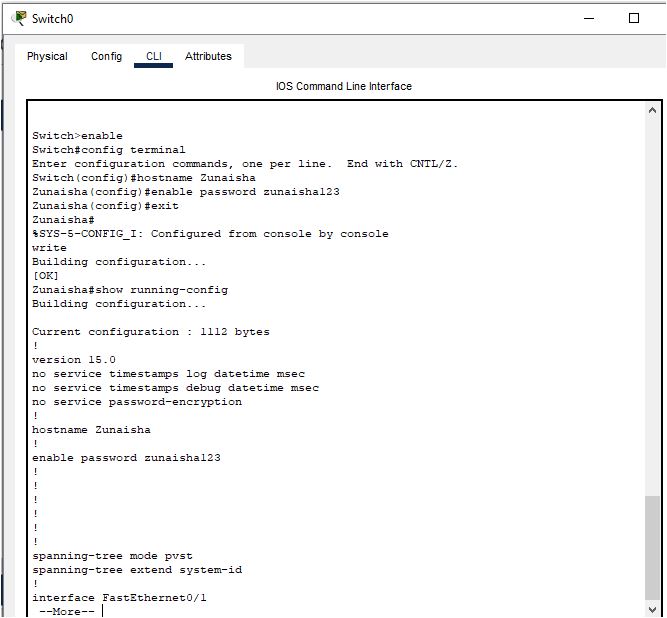 Switch0
Physical Config CLI Attributes
IOS Command Line Interface
Switch>enable
Switch#config terminal
Enter configuration commands, one per line.  End with CNTL/Z.
Switch(config)#hostname Zunaisha
Zunaisha(config)#enable password zunaisha123
Zunaisha(config)#exit
Zunaisha#
%SYS-5-CONFIG_I: Configured from console by console
write
Building configuration...
[OK]
Zunaisha#show running-config
Building configuration...
Current configuration : 1112 bytes
!
version 15.0
no service timestamps log datetime msec
no service timestamps debug datetime msec
no service password-encryption
!
hostname Zunaisha
!
enable password zunaisha123
!
!
!
!
!
!
spanning-tree mode pvst
spanning-tree extend system-id
!
interface FastEthernet0/1
 --More--